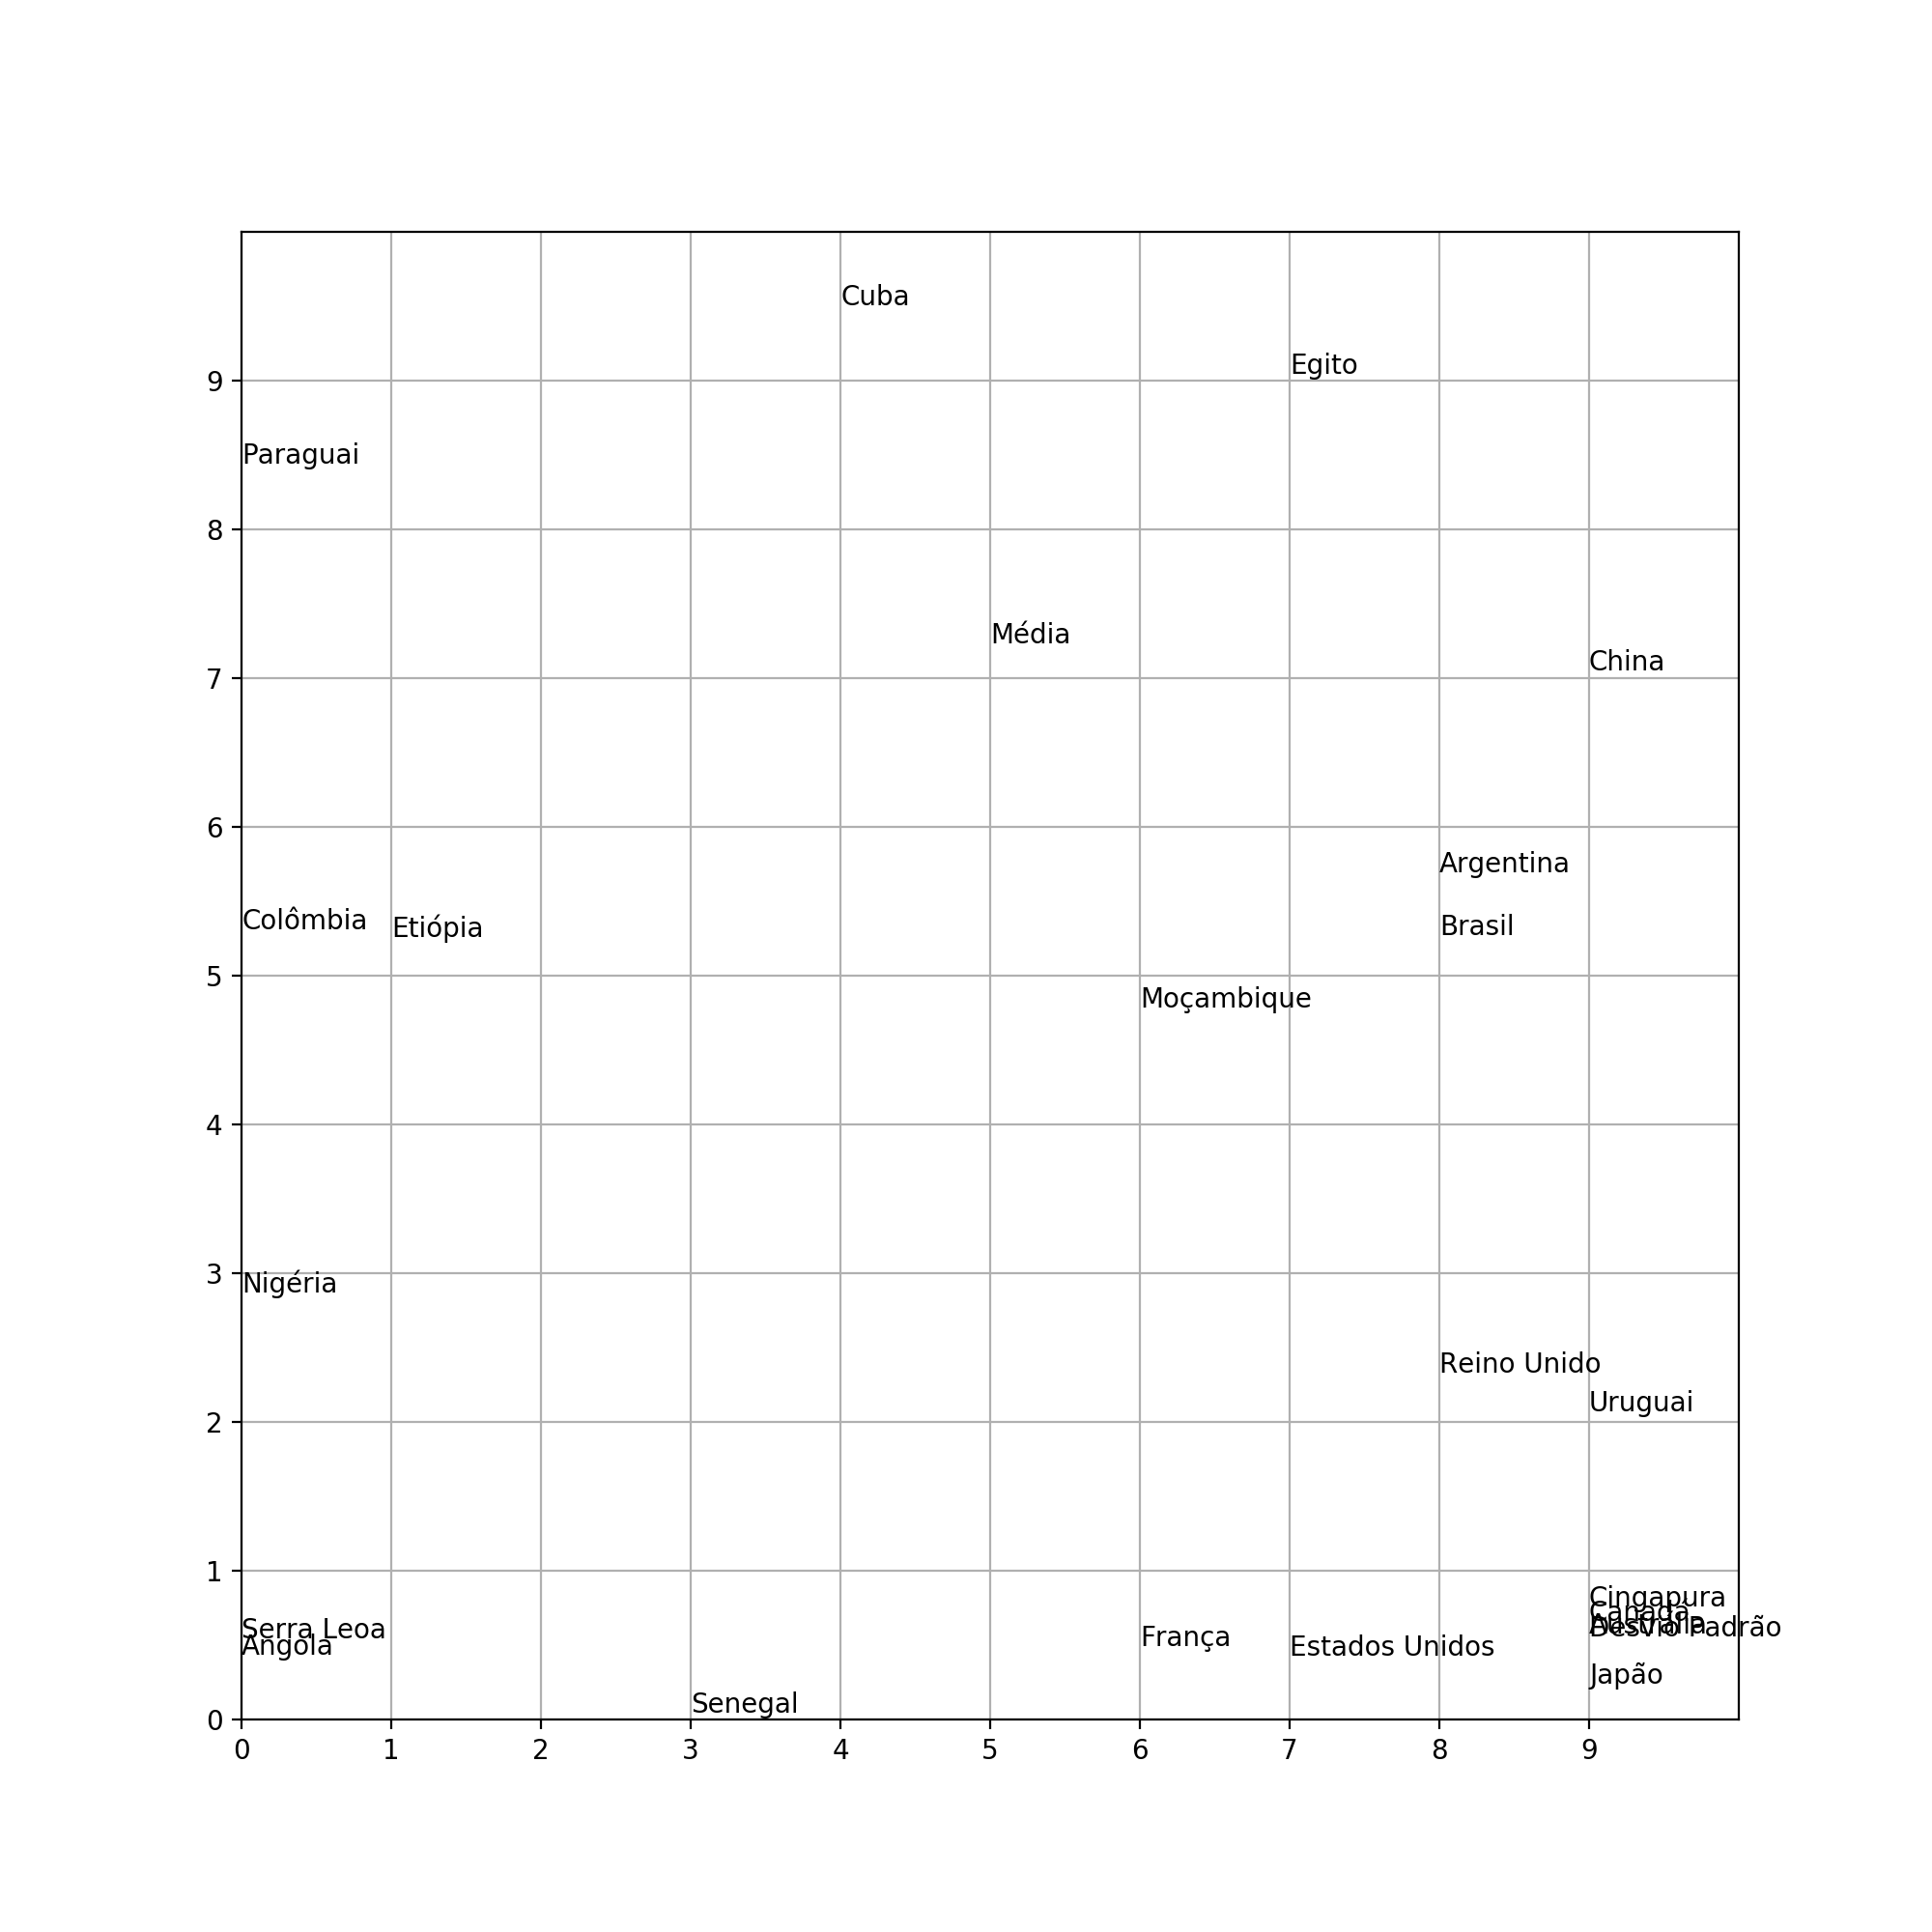 Cuba
Egito
9
Paraguai
8
Média
China
7
6
Argentina
Colômbia
Etiópia
Brasil
5
Moçambique
4
3
Nigéria
Reino Unido
Uruguai
2
1
Cingapura
Canadá
Austrália
Desvio Padrão
Serra Leoa
França
Angola
Estados Unidos
Japão
Senegal
0
0 1 2 3 4 5 6 7 8 9